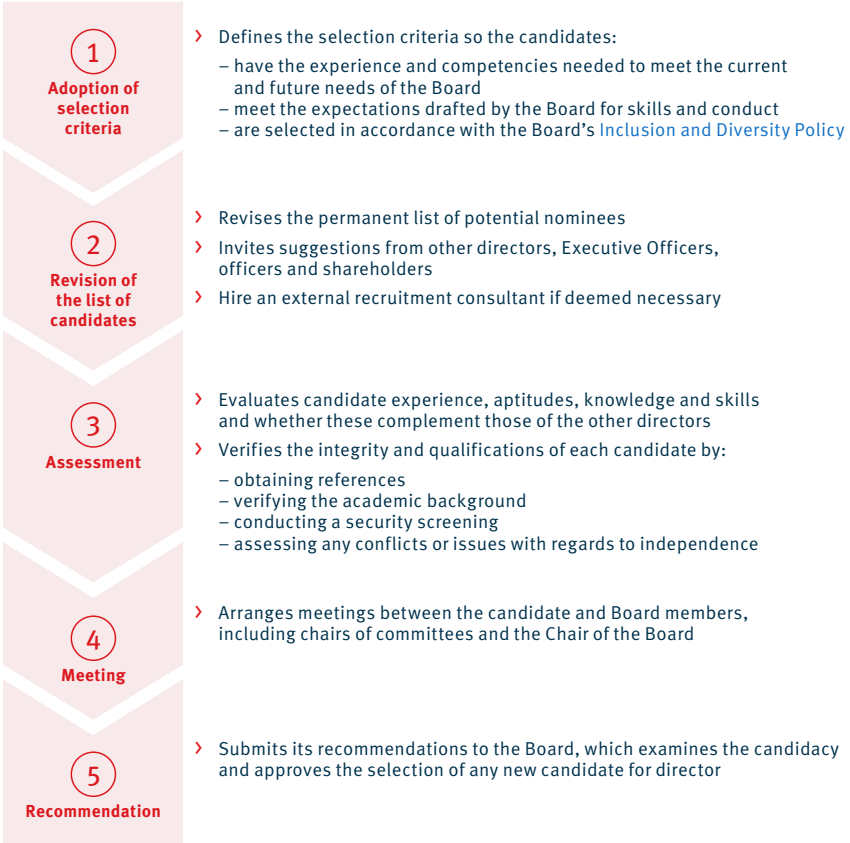 1
Adoption of
selection
criteria
› Defines the selection criteria so the candidates:
– have the experience and competencies needed to meet the current
and future needs of the Board
– meet the expectations drafted by the Board for skills and conduct
– are selected in accordance with the Board’s Inclusion and Diversity Policy
2
Revision of
the list of
candidates
› Revises the permanent list of potential nominees
› Invites suggestions from other directors, Executive Officers,
officers and shareholders
› Hire an external recruitment consultant if deemed necessary
3
Assessment
› Evaluates candidate experience, aptitudes, knowledge and skills
and whether these complement those of the other directors
› Verifies the integrity and qualifications of each candidate by:
– obtaining references
– verifying the academic background
– conducting a security screening
– assessing any conflicts or issues with regards to independence
4
Meeting
› Arranges meetings between the candidate and Board members,
including chairs of committees and the Chair of the Board
5
Recommendation
› Submits its recommendations to the Board, which examines the candidacy
and approves the selection of any new candidate for director